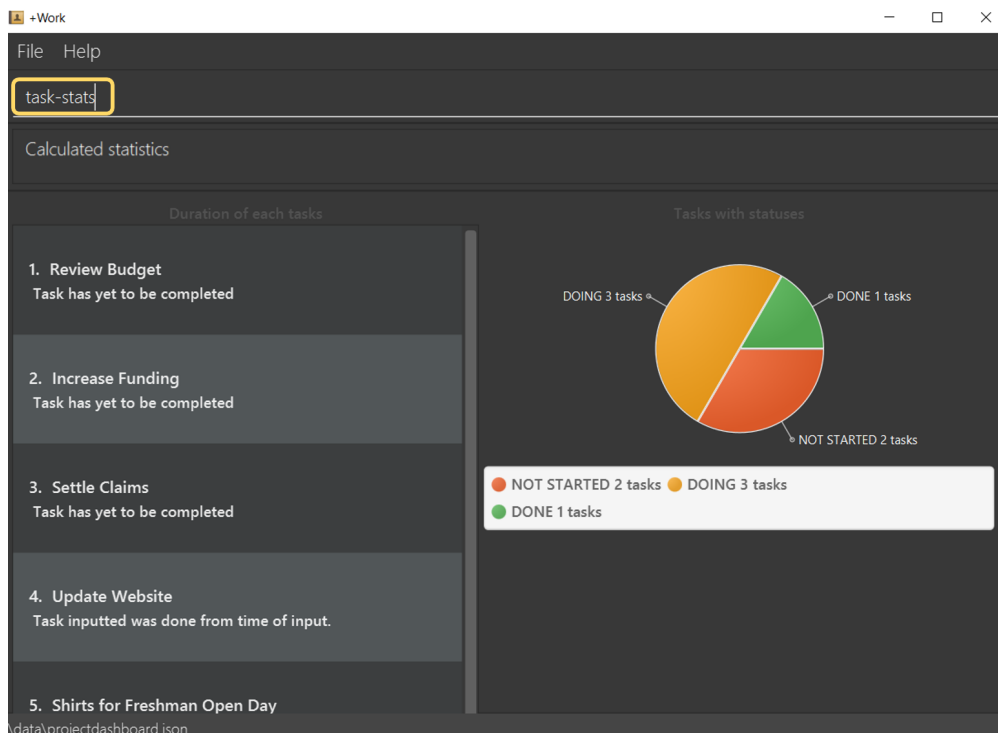 +Work
File Help
task-stats
Calculated statistics
Duration of each tasks
1. Review Budget
Task has yet to be completed
2. Increase Funding
Task has yet to be completed
3. Settle Claims
Task has yet to be completed
4. Update Website
Task inputted was done from time of input.
5. Shirts for Freshman Open Day
Tasks with statuses
DOING 3 tasks
DONE 1 tasks
NOT STARTED 2 tasks
NOT STARTED 2 tasks DOING 3 tasks
DONE 1 tasks
\data\projectdashboard.json